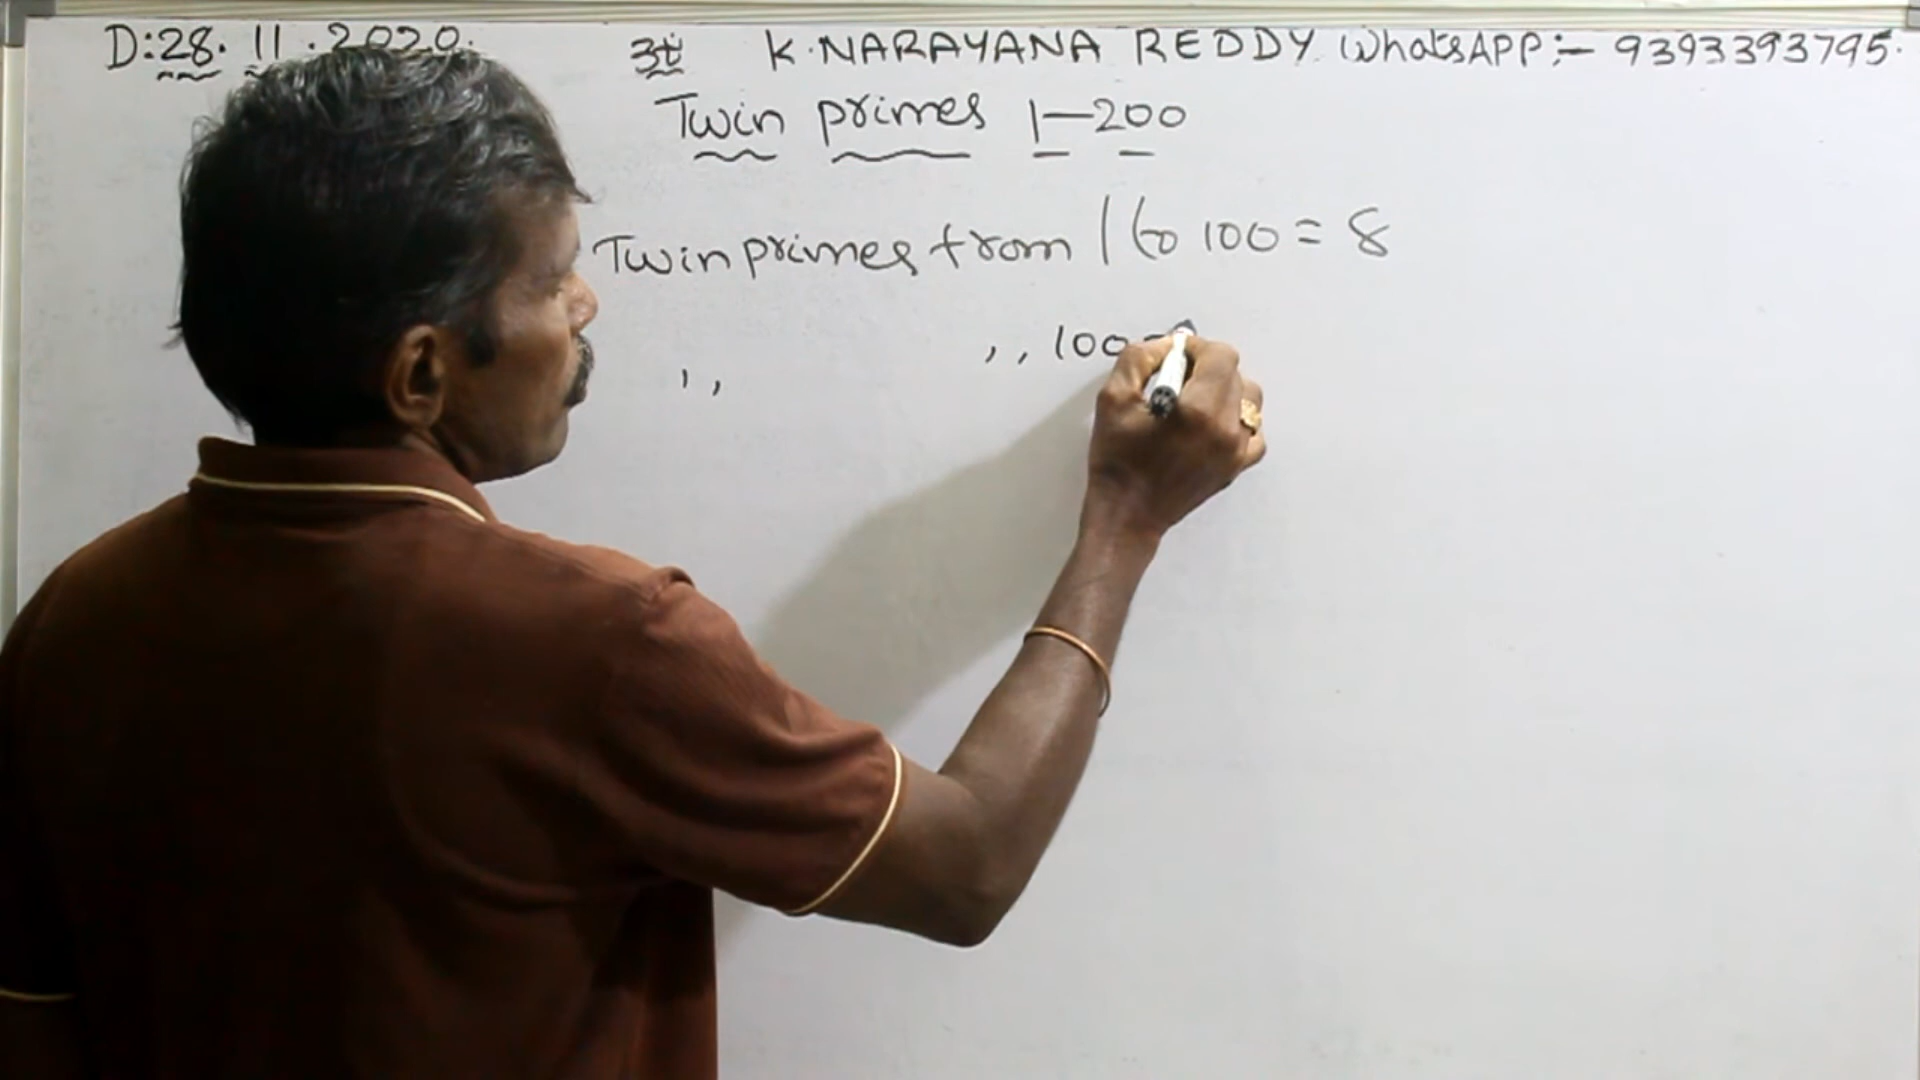 D:28.11.2020. K.NARAYANA REDDY WhatsAPP:- 9393393795.
Twin primes 1-200
Twin primes from 1 to 100 = 8
,, ,, 100-